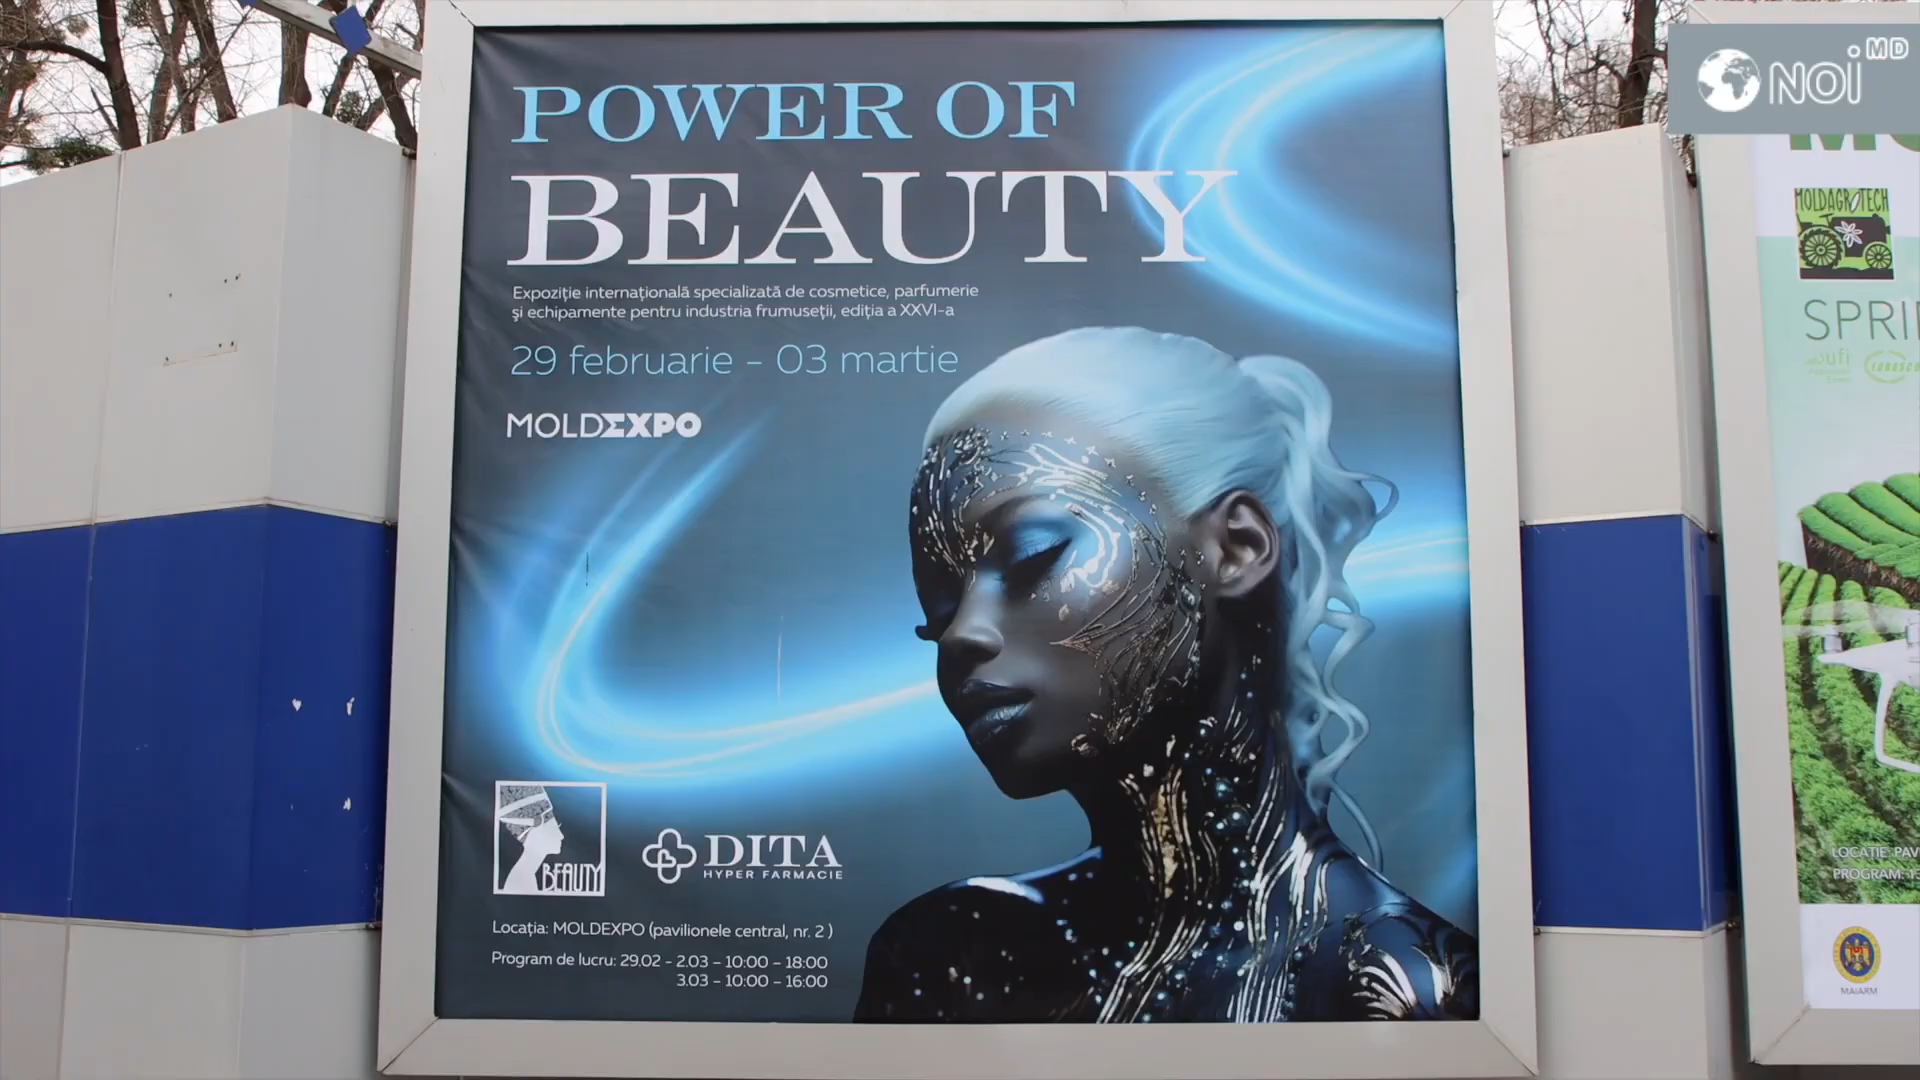 POWER OF
BEAUTY
Expoziție internațională specializată de cosmetice, parfumerie
și echipamente pentru industria frumuseții, ediția a XXVI-a
29 februarie – 03 martie
MOLDEXPO
BEAUTY
DITA
HYPER FARMACIE
Locația: MOLDEXPO (pavilionele central, nr. 2 )
Program de lucru: 29.02 - 2.03 – 10:00 – 18:00
3.03 – 10:00 – 16:00
NOI MD
MOLDAGROTECH
ufi
LOCAȚIE: PAV
PROGRAM: 13
MAIARM